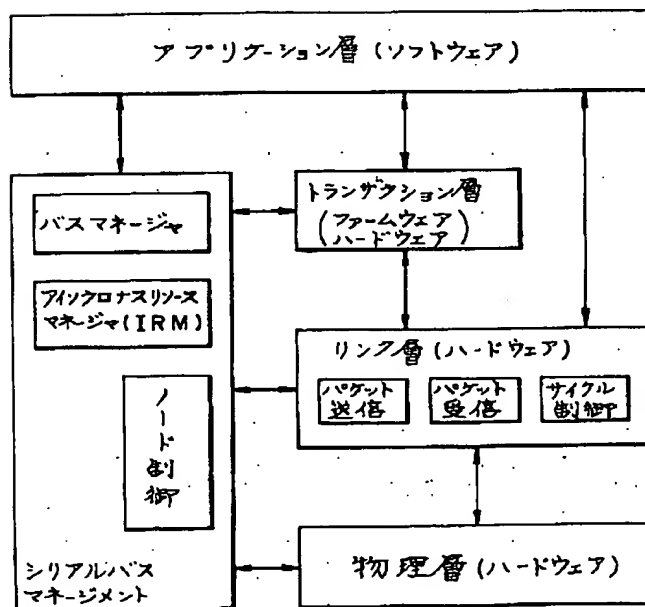 アプリケーション層(ソフトウェア)
バスマネージャ
トランザクション層
(ファームウェア
ハードウェア)
アイソクロナスリソース
マネージャ(IRM)
リンク層(ハードウェア)
パケット
送信
パケット
受信
サイクル
制御
ノード制御
シリアルバス
マネージメント
物理層(ハードウェア)